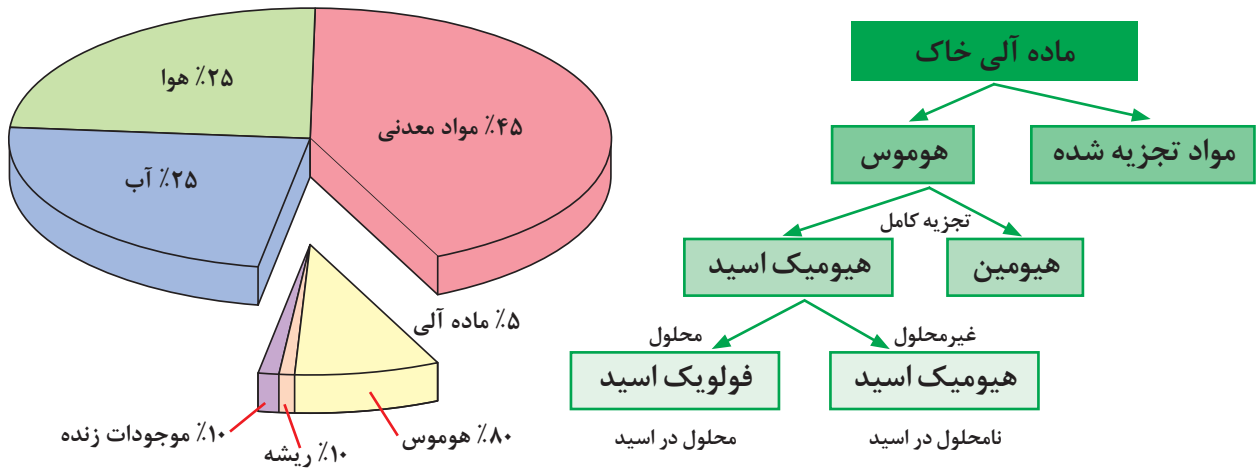 ٪۲۵ هوا
٪۴۵ مواد معدنی
٪۲۵ آب
٪۵ ماده آلی
٪۸۰ هوموس
٪۱۰ ریشه
٪۱۰ موجودات زنده
ماده آلی خاک
مواد تجزیه شده
هوموس
تجزیه کامل
هیومین
هیومیک اسید
غیرمحلول
محلول
هیومیک اسید
فولویک اسید
نامحلول در اسید
محلول در اسید